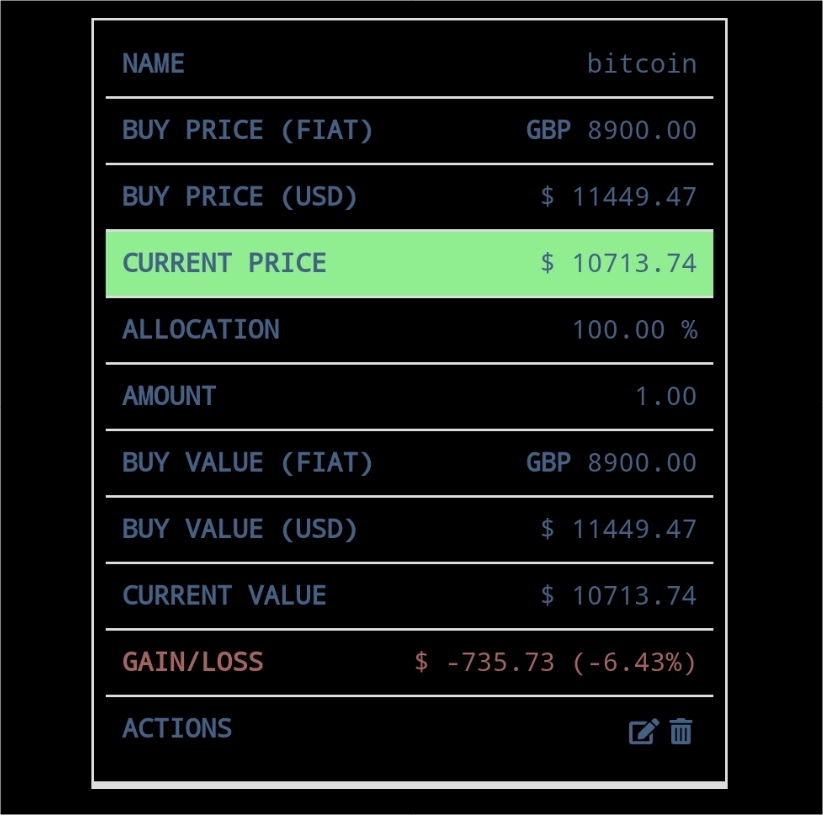 NAME bitcoin
BUY PRICE (FIAT) GBP 8900.00
BUY PRICE (USD) $ 11449.47
CURRENT PRICE $ 10713.74
ALLOCATION 100.00 %
AMOUNT 1.00
BUY VALUE (FIAT) GBP 8900.00
BUY VALUE (USD) $ 11449.47
CURRENT VALUE $ 10713.74
GAIN/LOSS $ -735.73 (-6.43%)
ACTIONS